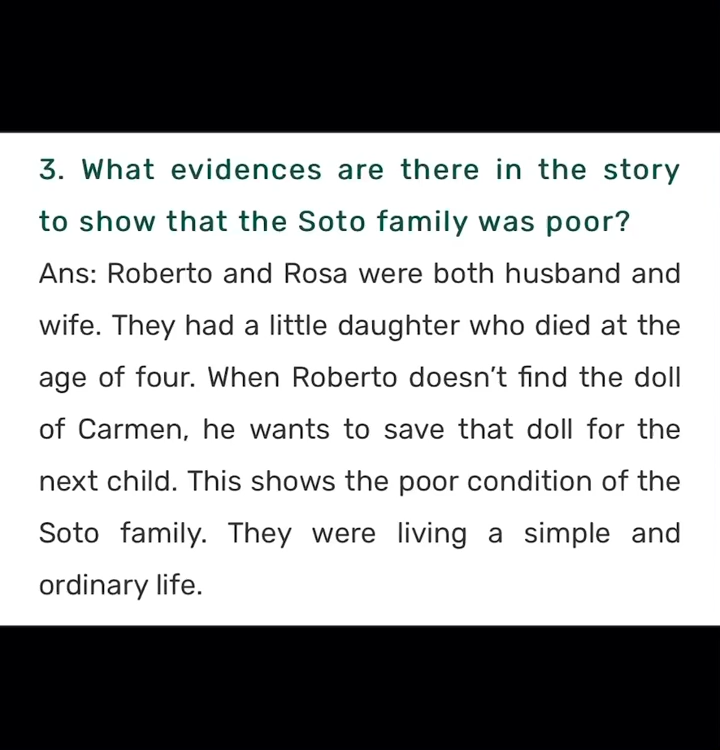 3. What evidences are there in the story
to show that the Soto family was poor?
Ans: Roberto and Rosa were both husband and
wife. They had a little daughter who died at the
age of four. When Roberto doesn't find the doll
of Carmen, he wants to save that doll for the
next child. This shows the poor condition of the
Soto family. They were living a simple and
ordinary life.